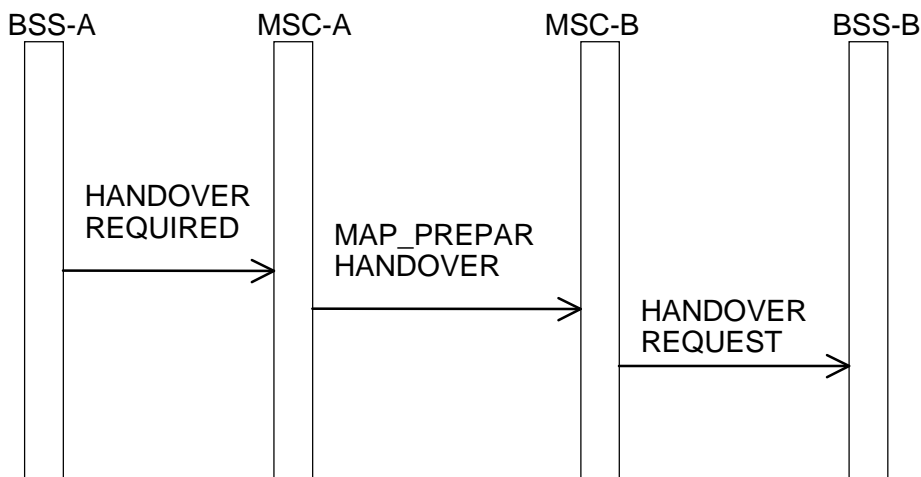 BSS-A MSC-A MSC-B BSS-B
HANDOVER
REQUIRED
MAP_PREPAR
HANDOVER
HANDOVER
REQUEST